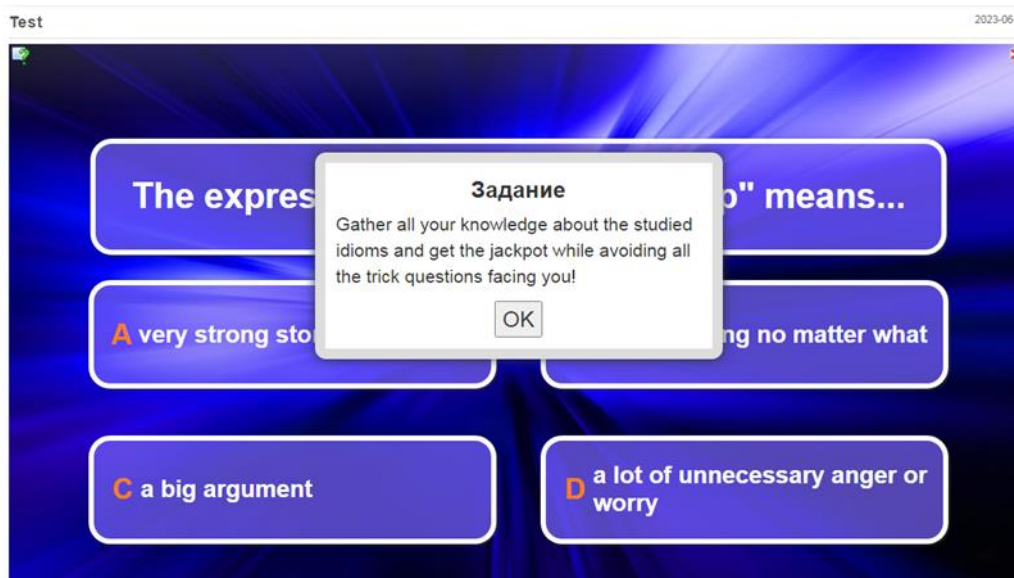 Test
2023-06
The expres
" means...
Задание
Gather all your knowledge about the studied
idioms and get the jackpot while avoiding all
the trick questions facing you!
OK
A very strong sto
ng no matter what
C a big argument
D a lot of unnecessary anger or
worry